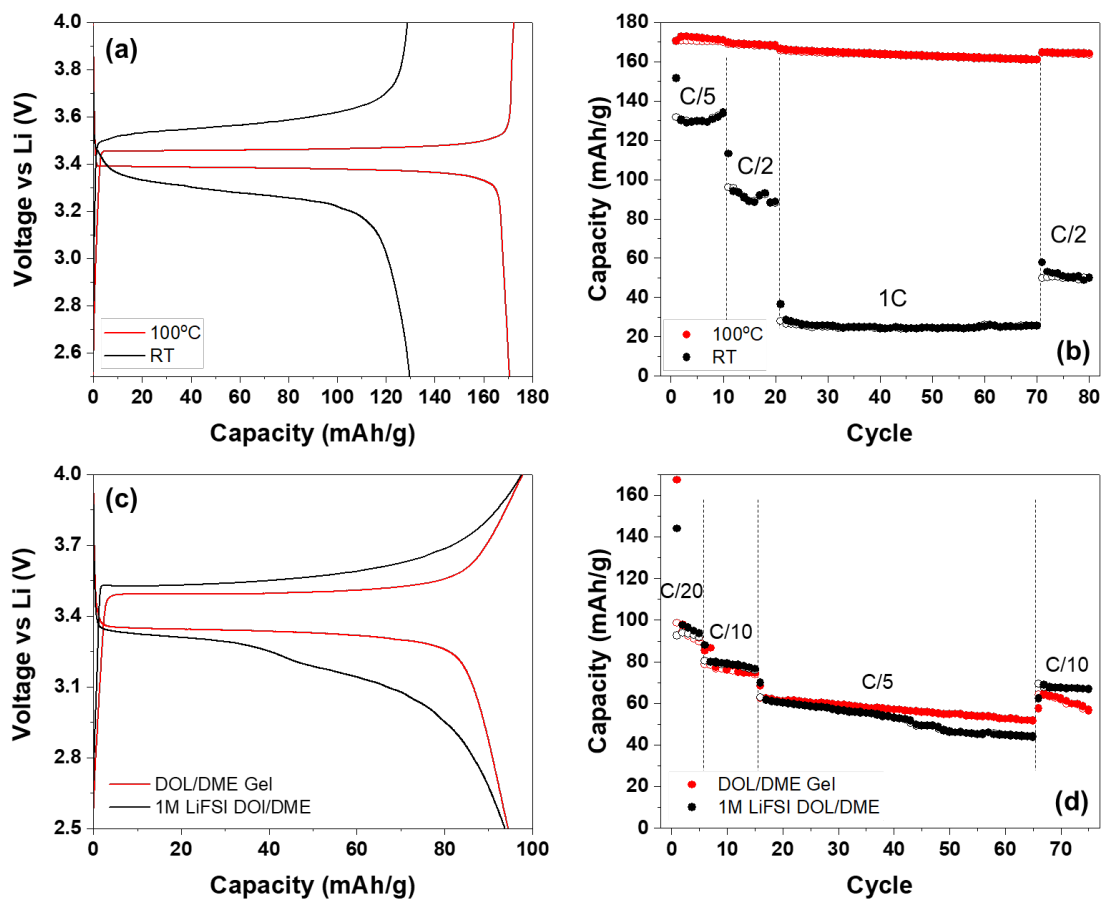 (a)
Voltage vs Li (V)
4.0
3.8
3.6
3.4
3.2
3.0
2.8
2.6
100ºC
RT
0 20 40 60 80 100 120 140 160 180
Capacity (mAh/g)
(b)
Capacity (mAh/g)
180
160
140
120
100
80
60
40
20
0
C/5
C/2
1C
C/2
100ºC
RT
0 10 20 30 40 50 60 70 80
Cycle
(c)
Voltage vs Li (V)
4.0
3.7
3.4
3.1
2.8
2.5
DOL/DME Gel
1M LiFSI DOI/DME
0 20 40 60 80 100
Capacity (mAh/g)
(d)
Capacity (mAh/g)
160
140
120
100
80
60
40
20
0
C/20
C/10
C/5
C/10
DOL/DME Gel
1M LiFSI DOL/DME
0 10 20 30 40 50 60 70
Cycle